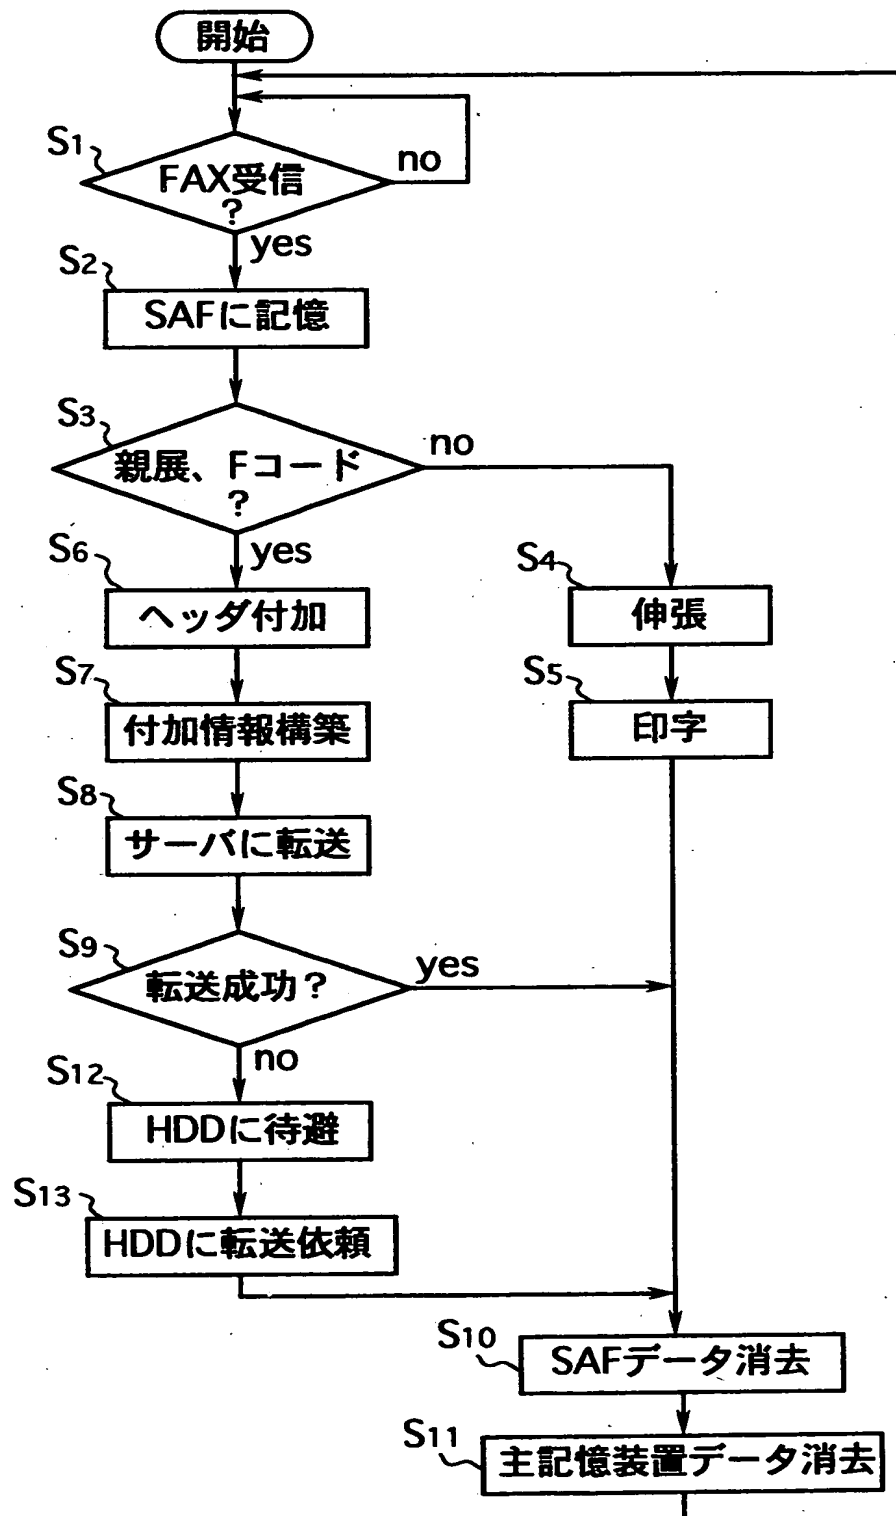 開始
S1
FAX受信
?
no
yes
S2
SAFに記憶
S3
親展、Fコード
?
no
yes
S6
ヘッダ付加
S4
伸張
S7
付加情報構築
S5
印字
S8
サーバに転送
S9
転送成功?
yes
no
S12
HDDに待避
S13
HDDに転送依頼
S10
SAFデータ消去
S11
主記憶装置データ消去